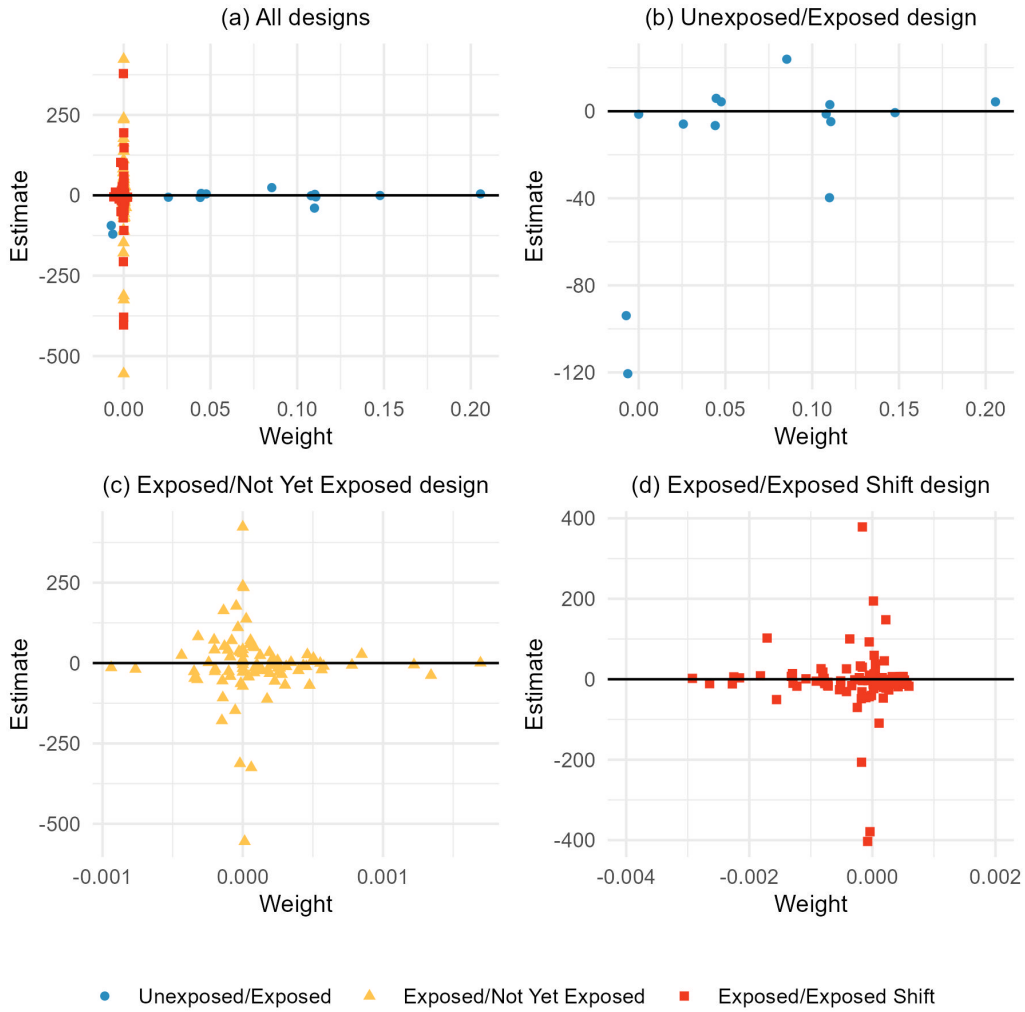 (a) All designs
(b) Unexposed/Exposed design
250
0
-250
-500
Estimate
0.00 0.05 0.10 0.15 0.20
Weight
0
-40
-80
-120
Estimate
0.00 0.05 0.10 0.15 0.20
Weight
(c) Exposed/Not Yet Exposed design
(d) Exposed/Exposed Shift design
250
0
-250
-500
Estimate
-0.001 0.000 0.001
Weight
400
200
0
-200
-400
Estimate
-0.004 -0.002 0.000 0.002
Weight
Unexposed/Exposed Exposed/Not Yet Exposed Exposed/Exposed Shift